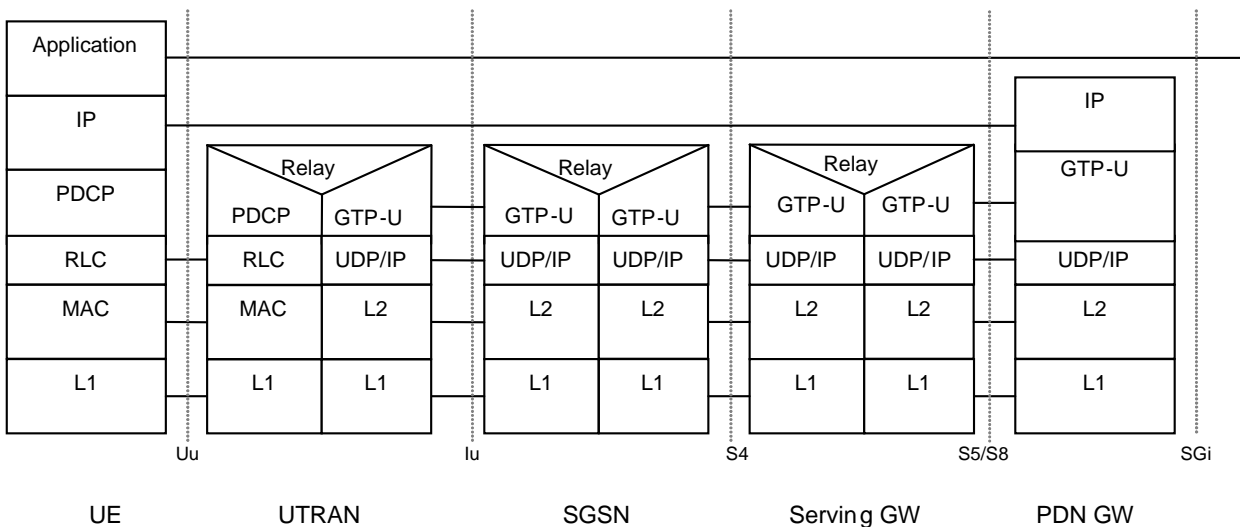 Application
IP
IP
Relay
Relay
Relay
PDCP
GTP-U
PDCP
GTP-U
GTP-U
GTP-U
GTP-U
GTP-U
RLC
RLC
UDP/IP
UDP/IP
UDP/IP
UDP/IP
UDP/IP
UDP/IP
MAC
MAC
L2
L2
L2
L2
L2
L2
L1
L1
L1
L1
L1
L1
L1
L1
Uu
Iu
S4
S5/S8
SGi
UE
UTRAN
SGSN
Serving GW
PDN GW